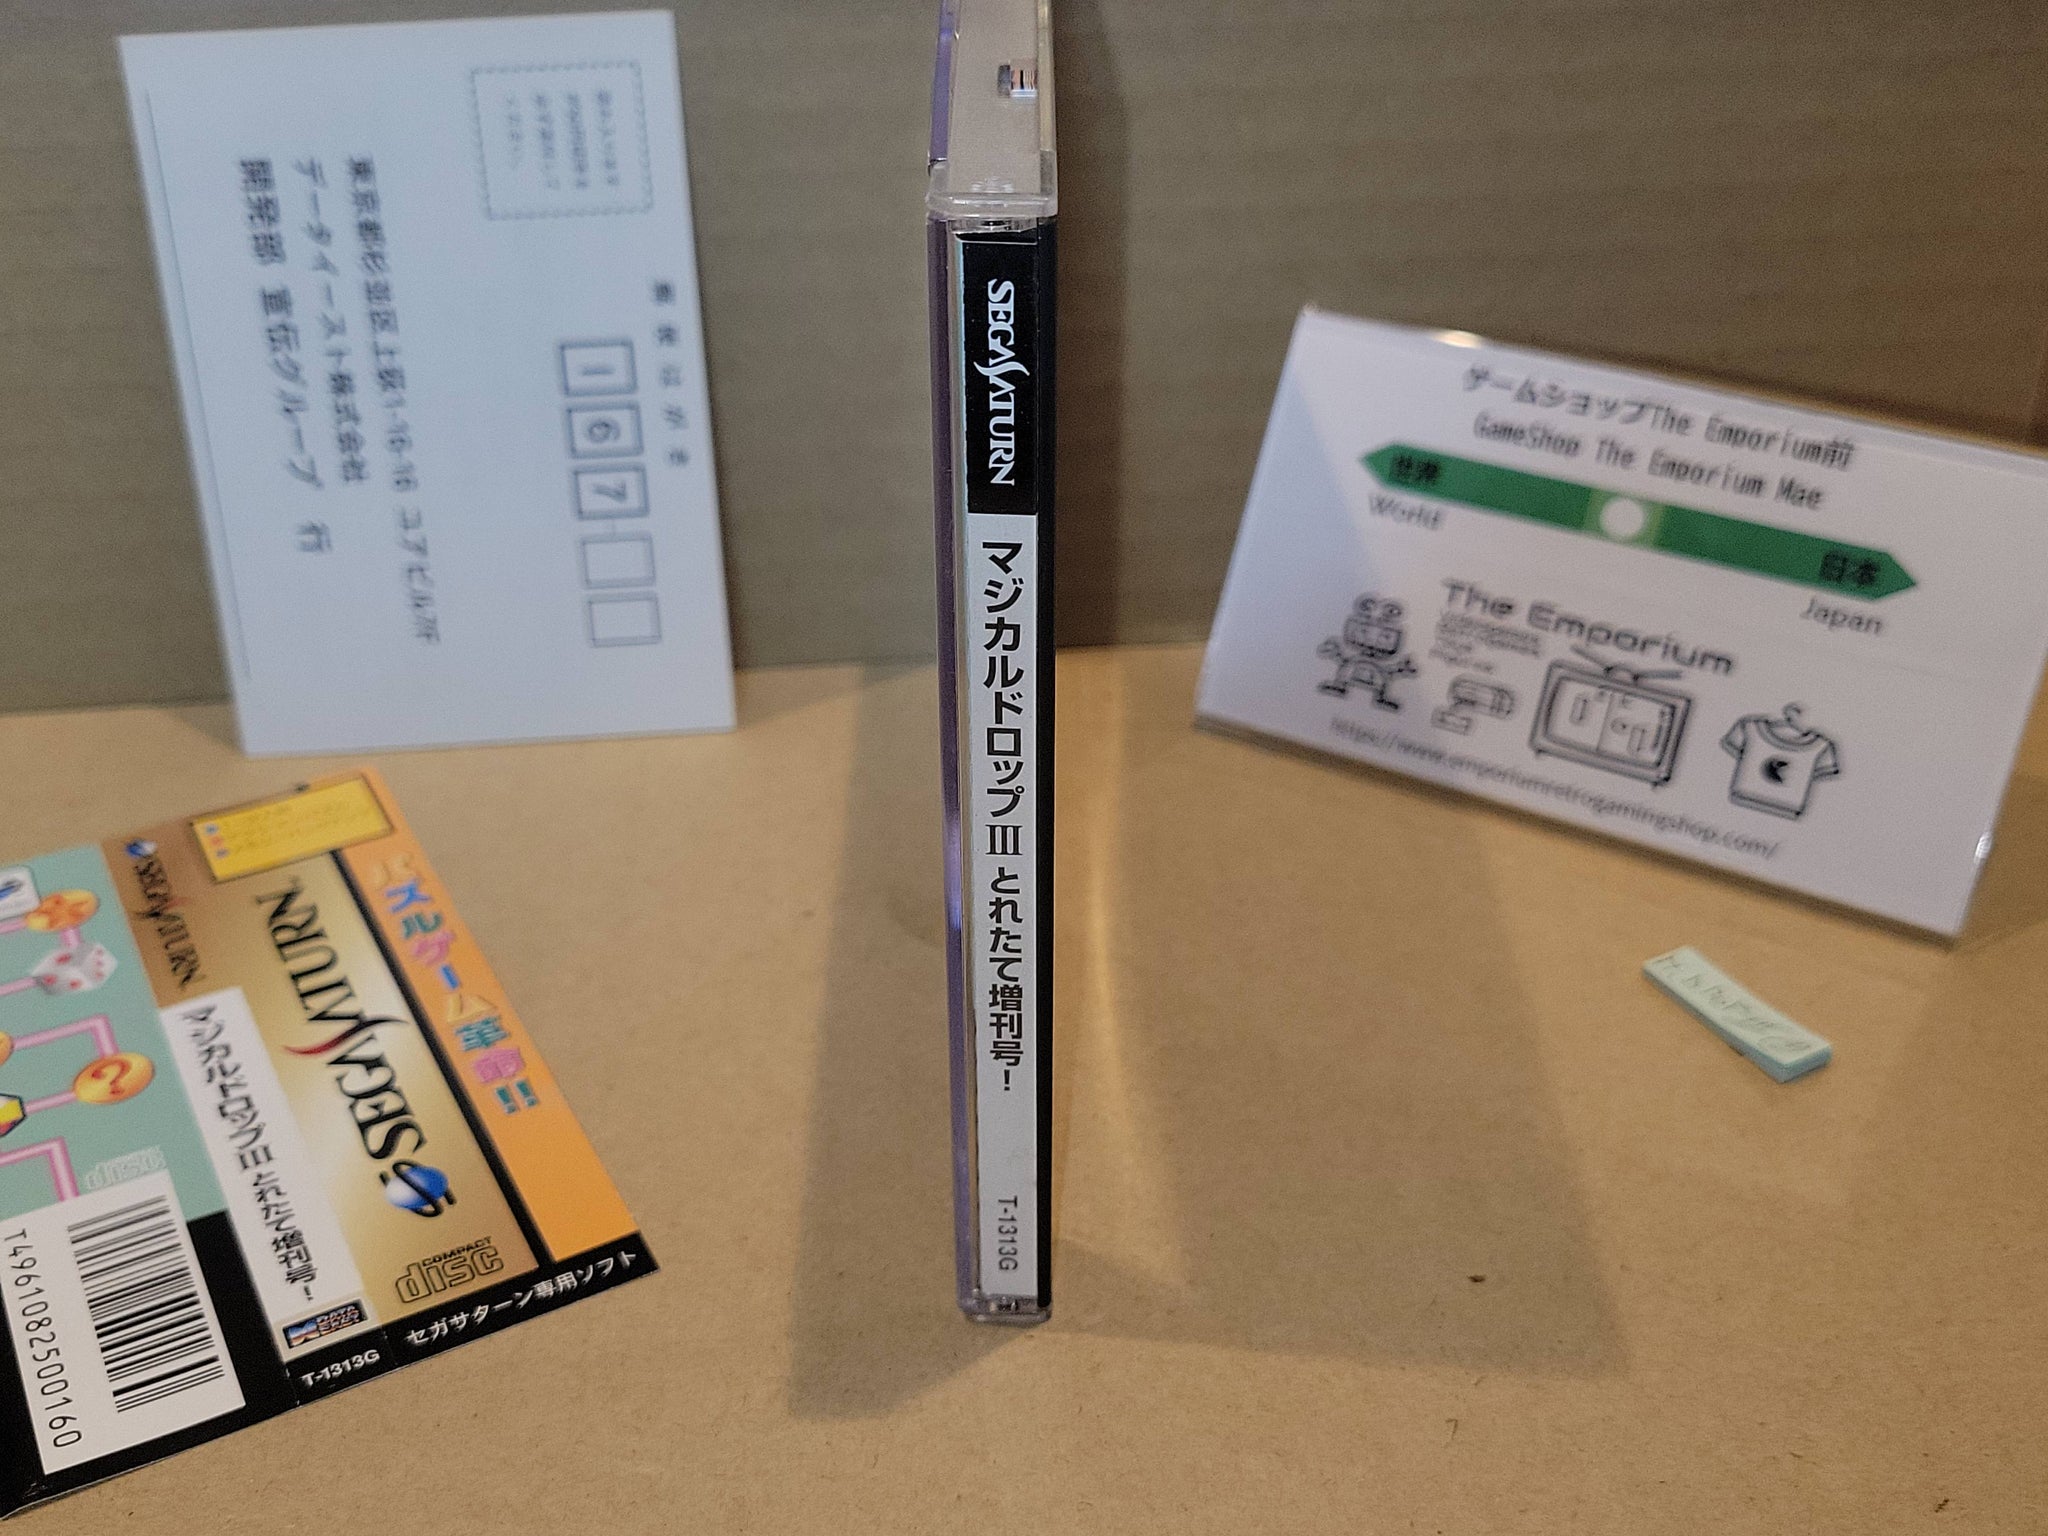 郵便はがき
167
東京都杉並区上荻1-16-16 ユアビル7F
データイースト株式会社
開発部 宣伝グループ 行
SEGA SATURN
マジカルドロップIII とれたて増刊号!
T-1313G
ゲームショップThe Emporium前
GameShop The Emporium Mae
世界
日本
World
Japan
The Emporium
https://www.emporiumretrogamingshop.com/
パズルゲーム革命!!
SEGA SATURN
COMPACT
disc
セガサターン専用ソフト
SEGA SATURN
マジカルドロップIII とれたて増刊号!
DATA EAST
T-1313G
disc
T4961082500160